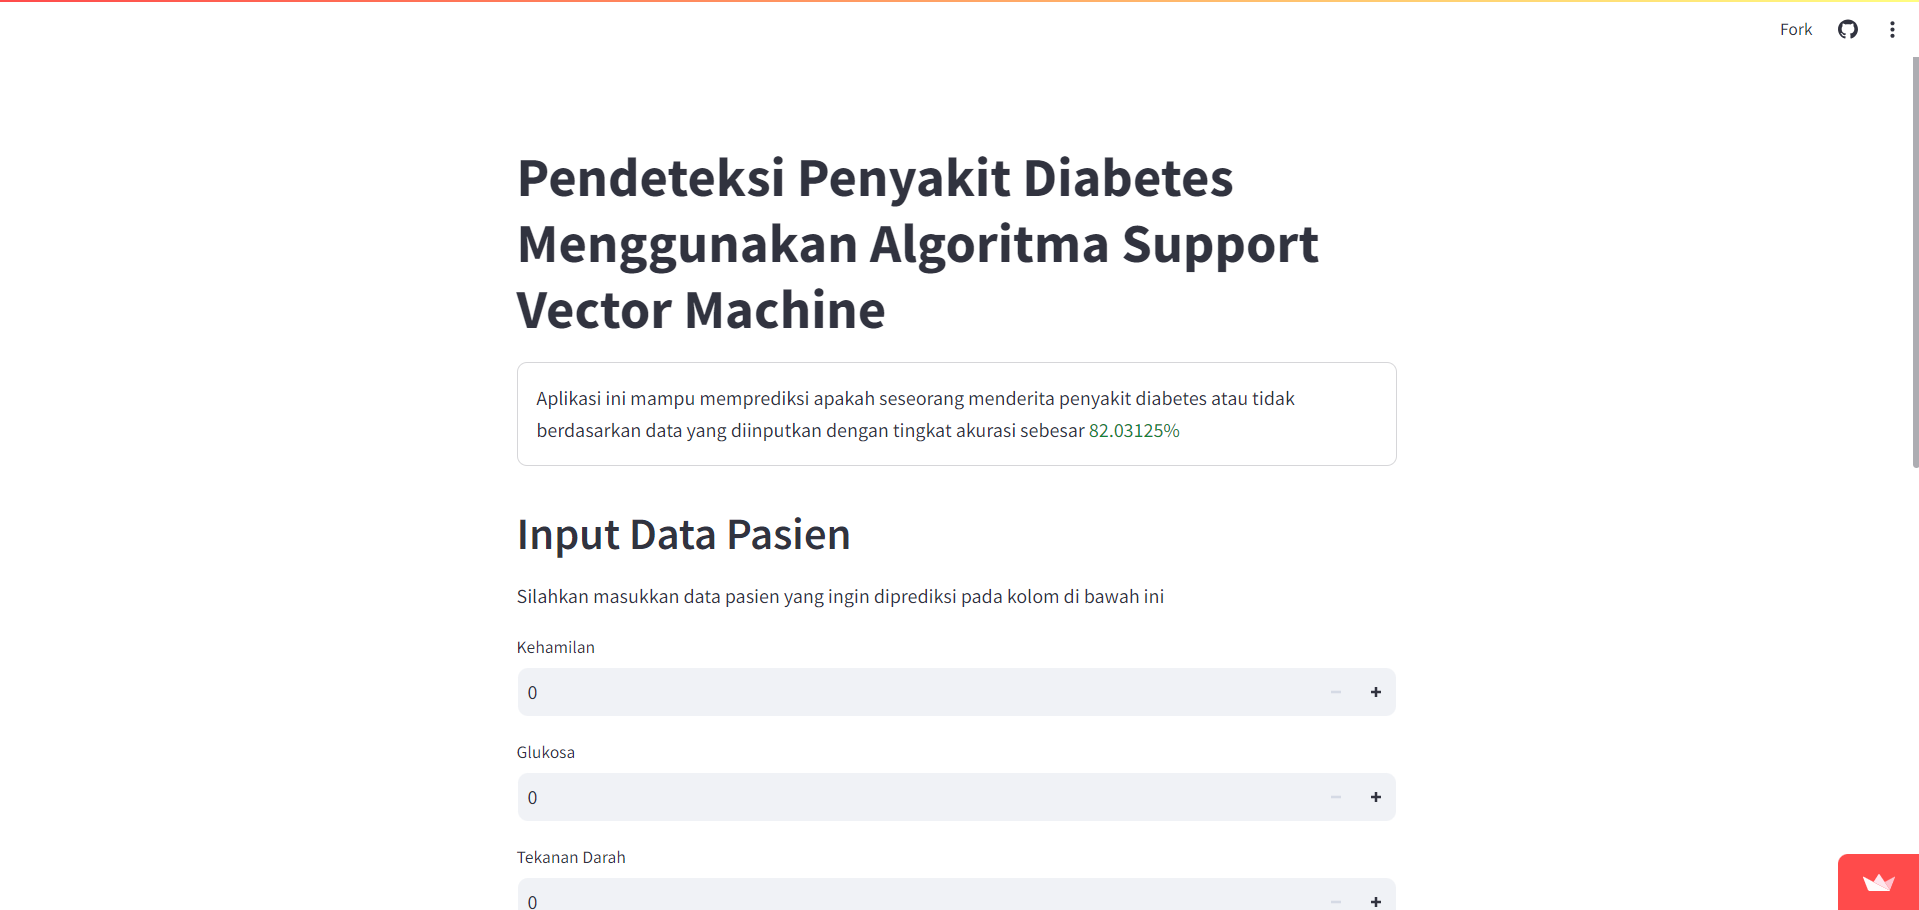 Fork
Pendeteksi Penyakit Diabetes
Menggunakan Algoritma Support
Vector Machine
Aplikasi ini mampu memprediksi apakah seseorang menderita penyakit diabetes atau tidak
berdasarkan data yang diinputkan dengan tingkat akurasi sebesar 82.03125%
Input Data Pasien
Silahkan masukkan data pasien yang ingin diprediksi pada kolom di bawah ini
Kehamilan
0
Glukosa
0
Tekanan Darah
0